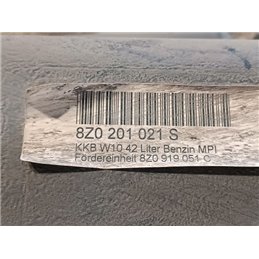 8Z0 201 021 S
KKB W10 42 Liter Benzin MPI
Fördereinheit 8Z0 919 051 C